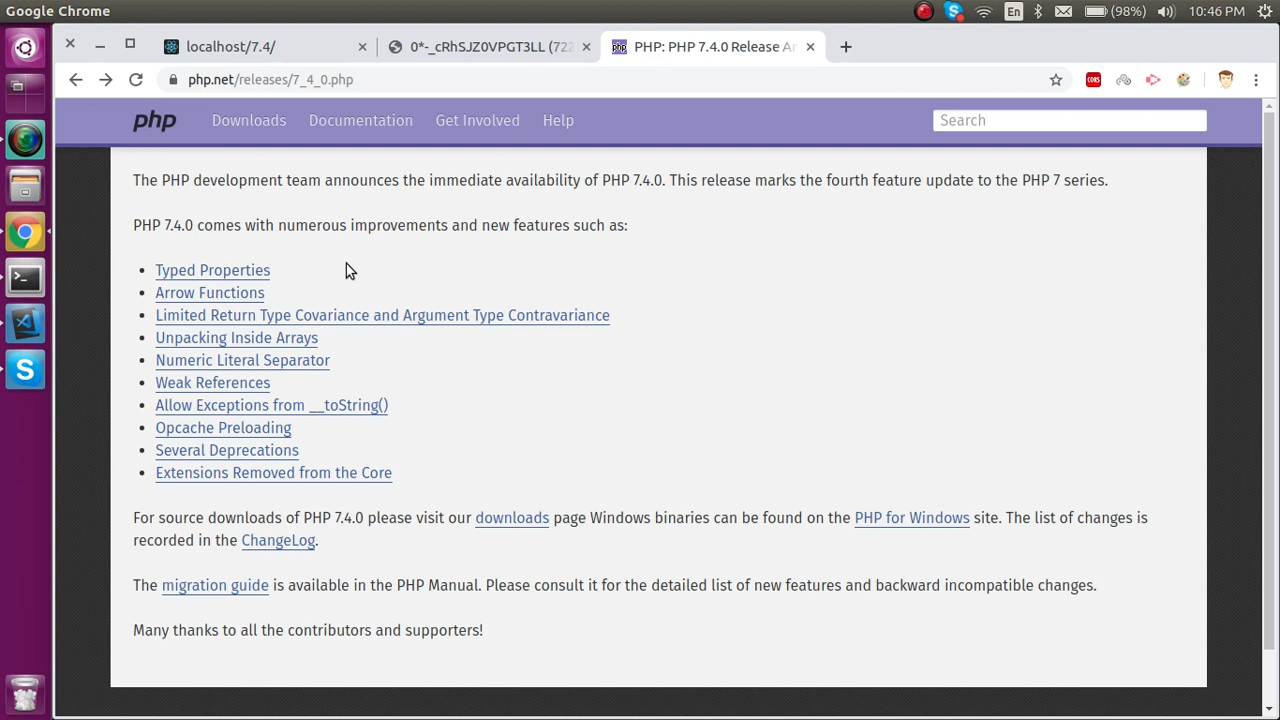 Google Chrome
En
(98%)
10:46 PM
localhost/7.4/
0*-_cRhSJZ0VPGT3LL (722
php
PHP: PHP 7.4.0 Release An
php.net/releases/7_4_0.php
CORS
php
Downloads
Documentation
Get Involved
Help
Search
The PHP development team announces the immediate availability of PHP 7.4.0. This release marks the fourth feature update to the PHP 7 series.
PHP 7.4.0 comes with numerous improvements and new features such as:
• Typed Properties
• Arrow Functions
• Limited Return Type Covariance and Argument Type Contravariance
• Unpacking Inside Arrays
• Numeric Literal Separator
• Weak References
• Allow Exceptions from __toString()
• Opcache Preloading
• Several Deprecations
• Extensions Removed from the Core
For source downloads of PHP 7.4.0 please visit our downloads page Windows binaries can be found on the PHP for Windows site. The list of changes is
recorded in the ChangeLog.
The migration guide is available in the PHP Manual. Please consult it for the detailed list of new features and backward incompatible changes.
Many thanks to all the contributors and supporters!